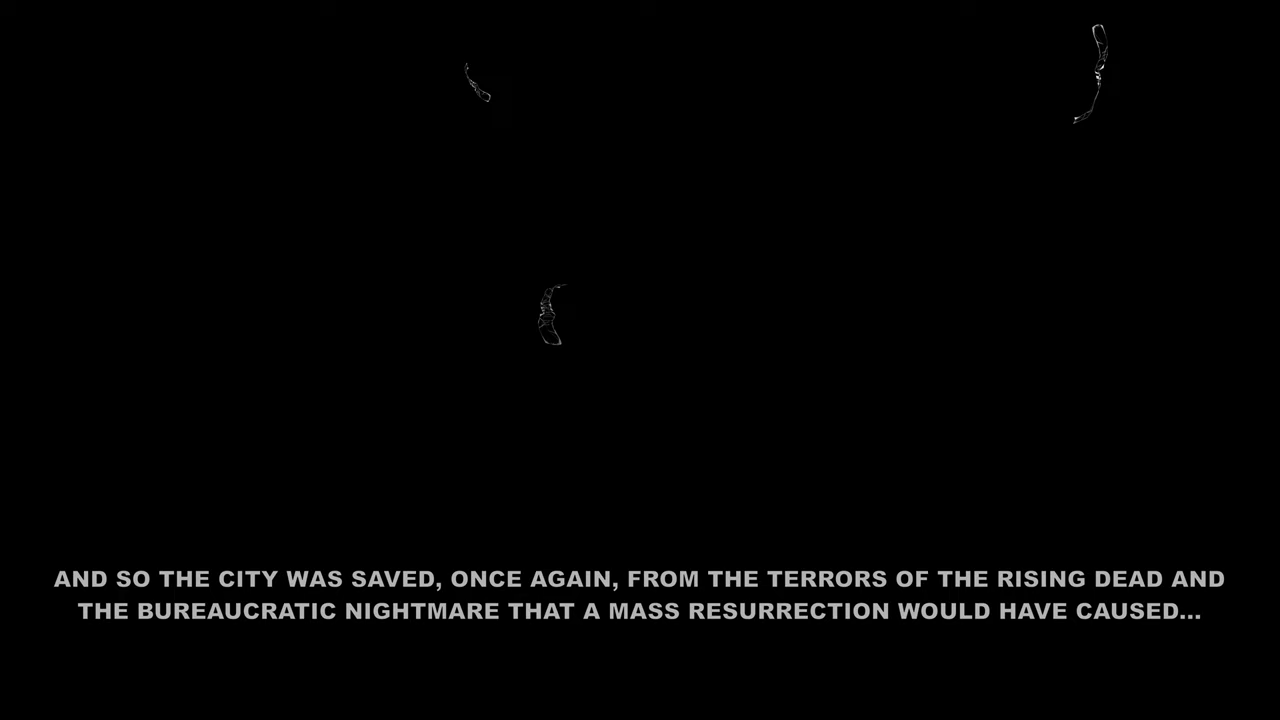 AND SO THE CITY WAS SAVED, ONCE AGAIN, FROM THE TERRORS OF THE RISING DEAD AND
THE BUREAUCRATIC NIGHTMARE THAT A MASS RESURRECTION WOULD HAVE CAUSED...